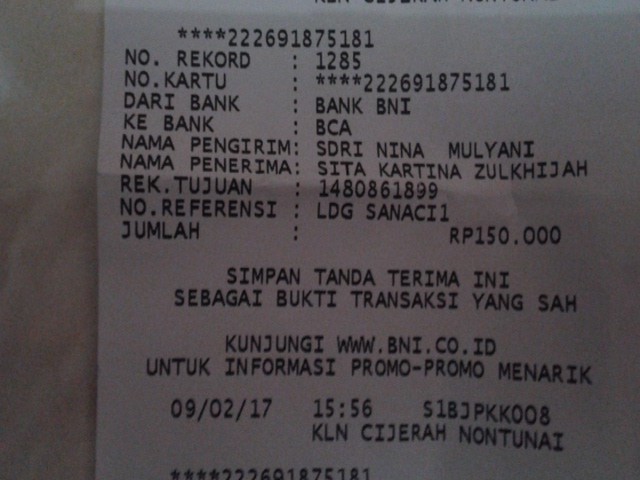 KLN CIJERAH NONTUNAI
****222691875181
NO. REKORD : 1285
NO.KARTU : ****222691875181
DARI BANK : BANK BNI
KE BANK : BCA
NAMA PENGIRIM: SDRI NINA MULYANI
NAMA PENERIMA: SITA KARTINA ZULKHIJAH
REK.TUJUAN : 1480861899
NO.REFERENSI : LDG SANACI1
JUMLAH : RP150.000
SIMPAN TANDA TERIMA INI
SEBAGAI BUKTI TRANSAKSI YANG SAH
KUNJUNGI WWW.BNI.CO.ID
UNTUK INFORMASI PROMO-PROMO MENARIK
09/02/17 15:56 S1BJPKK008
KLN CIJERAH NONTUNAI
****222691875181